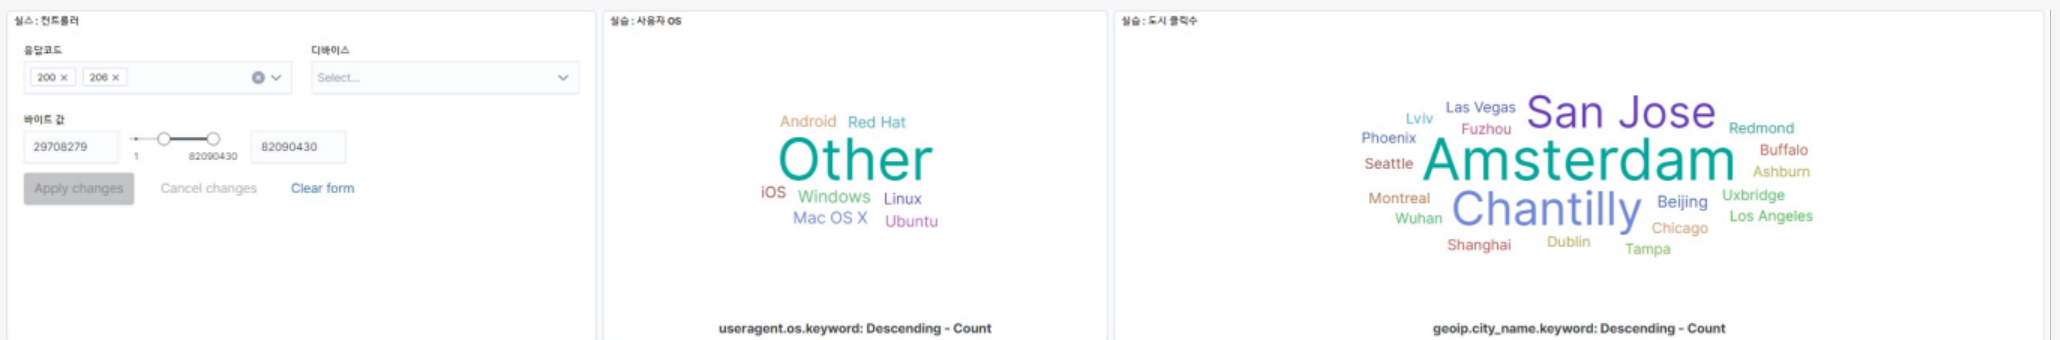 실스 : 컨트롤러
응답코드
디바이스
200 ×
206 ×
Select...
바이트 값
29708279
1
82090430
82090430
Apply changes
Cancel changes
Clear form
실습 : 사용자 OS
Android
Red Hat
Other
iOS
Windows
Linux
Mac OS X
Ubuntu
useragent.os.keyword: Descending - Count
실습 : 도시 클릭수
Las Vegas
San Jose
Lviv
Fuzhou
Redmond
Phoenix
Buffalo
Seattle
Amsterdam
Ashburn
Montreal
Chantilly
Beijing
Uxbridge
Wuhan
Los Angeles
Chicago
Shanghai
Dublin
Tampa
geoip.city_name.keyword: Descending - Count